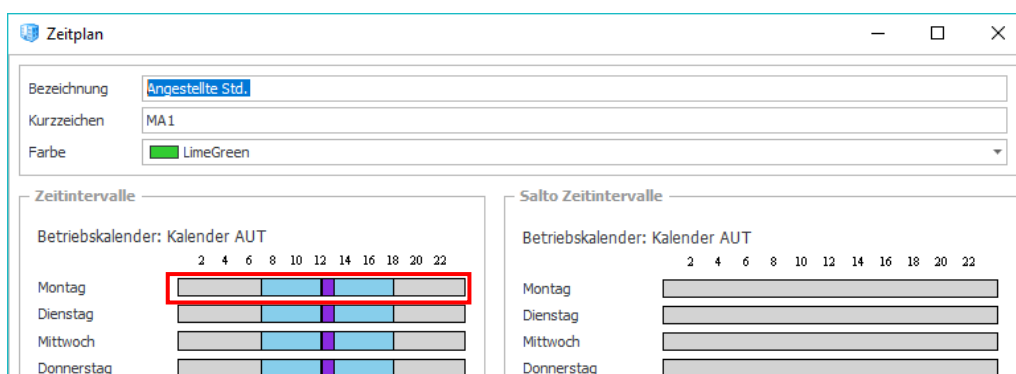 Zeitplan
Bezeichnung Angestellte Std.
Kurzzeichen MA1
Farbe LimeGreen
Zeitintervalle
Betriebskalender: Kalender AUT
2 4 6 8 10 12 14 16 18 20 22
Montag
Dienstag
Mittwoch
Donnerstag
Salto Zeitintervalle
Betriebskalender: Kalender AUT
2 4 6 8 10 12 14 16 18 20 22
Montag
Dienstag
Mittwoch
Donnerstag